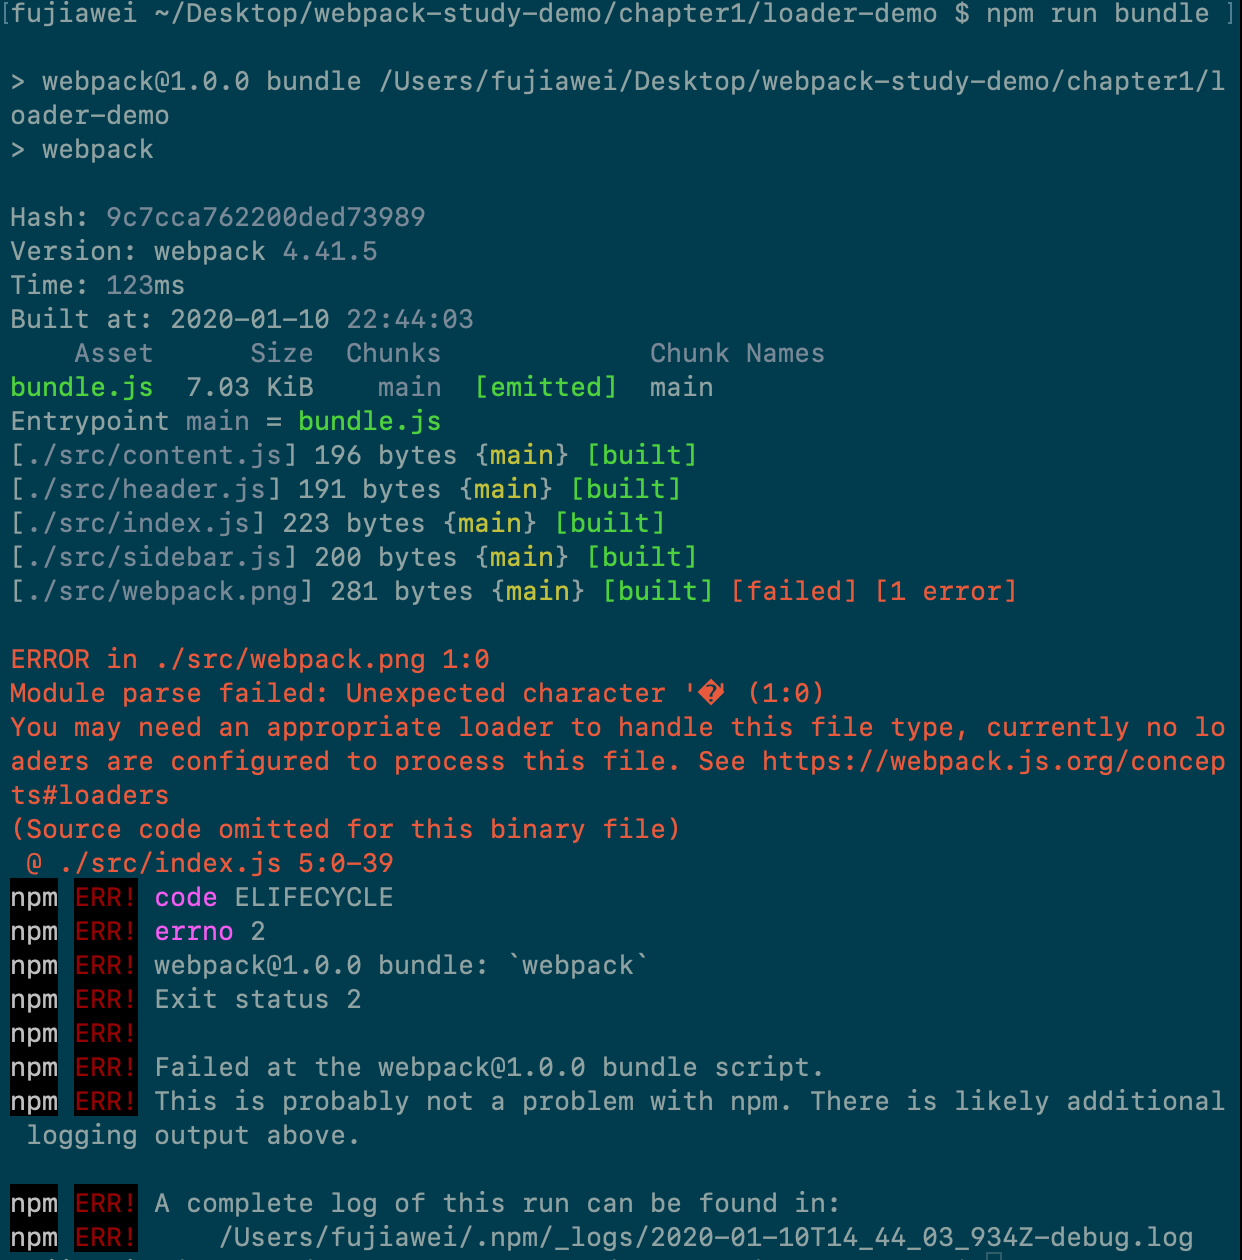 [fujiawei ~/Desktop/webpack-study-demo/chapter1/loader-demo $ npm run bundle ]
> webpack@1.0.0 bundle /Users/fujiawei/Desktop/webpack-study-demo/chapter1/l
oader-demo
> webpack
Hash: 9c7cca762200ded73989
Version: webpack 4.41.5
Time: 123ms
Built at: 2020-01-10 22:44:03
    Asset      Size  Chunks             Chunk Names
bundle.js  7.03 KiB    main  [emitted]  main
Entrypoint main = bundle.js
[./src/content.js] 196 bytes {main} [built]
[./src/header.js] 191 bytes {main} [built]
[./src/index.js] 223 bytes {main} [built]
[./src/sidebar.js] 200 bytes {main} [built]
[./src/webpack.png] 281 bytes {main} [built] [failed] [1 error]
ERROR in ./src/webpack.png 1:0
Module parse failed: Unexpected character '�' (1:0)
You may need an appropriate loader to handle this file type, currently no lo
aders are configured to process this file. See https://webpack.js.org/concep
ts#loaders
(Source code omitted for this binary file)
 @ ./src/index.js 5:0-39
npm ERR! code ELIFECYCLE
npm ERR! errno 2
npm ERR! webpack@1.0.0 bundle: `webpack`
npm ERR! Exit status 2
npm ERR!
npm ERR! Failed at the webpack@1.0.0 bundle script.
npm ERR! This is probably not a problem with npm. There is likely additional
 logging output above.
npm ERR! A complete log of this run can be found in:
npm ERR!     /Users/fujiawei/.npm/_logs/2020-01-10T14_44_03_934Z-debug.log